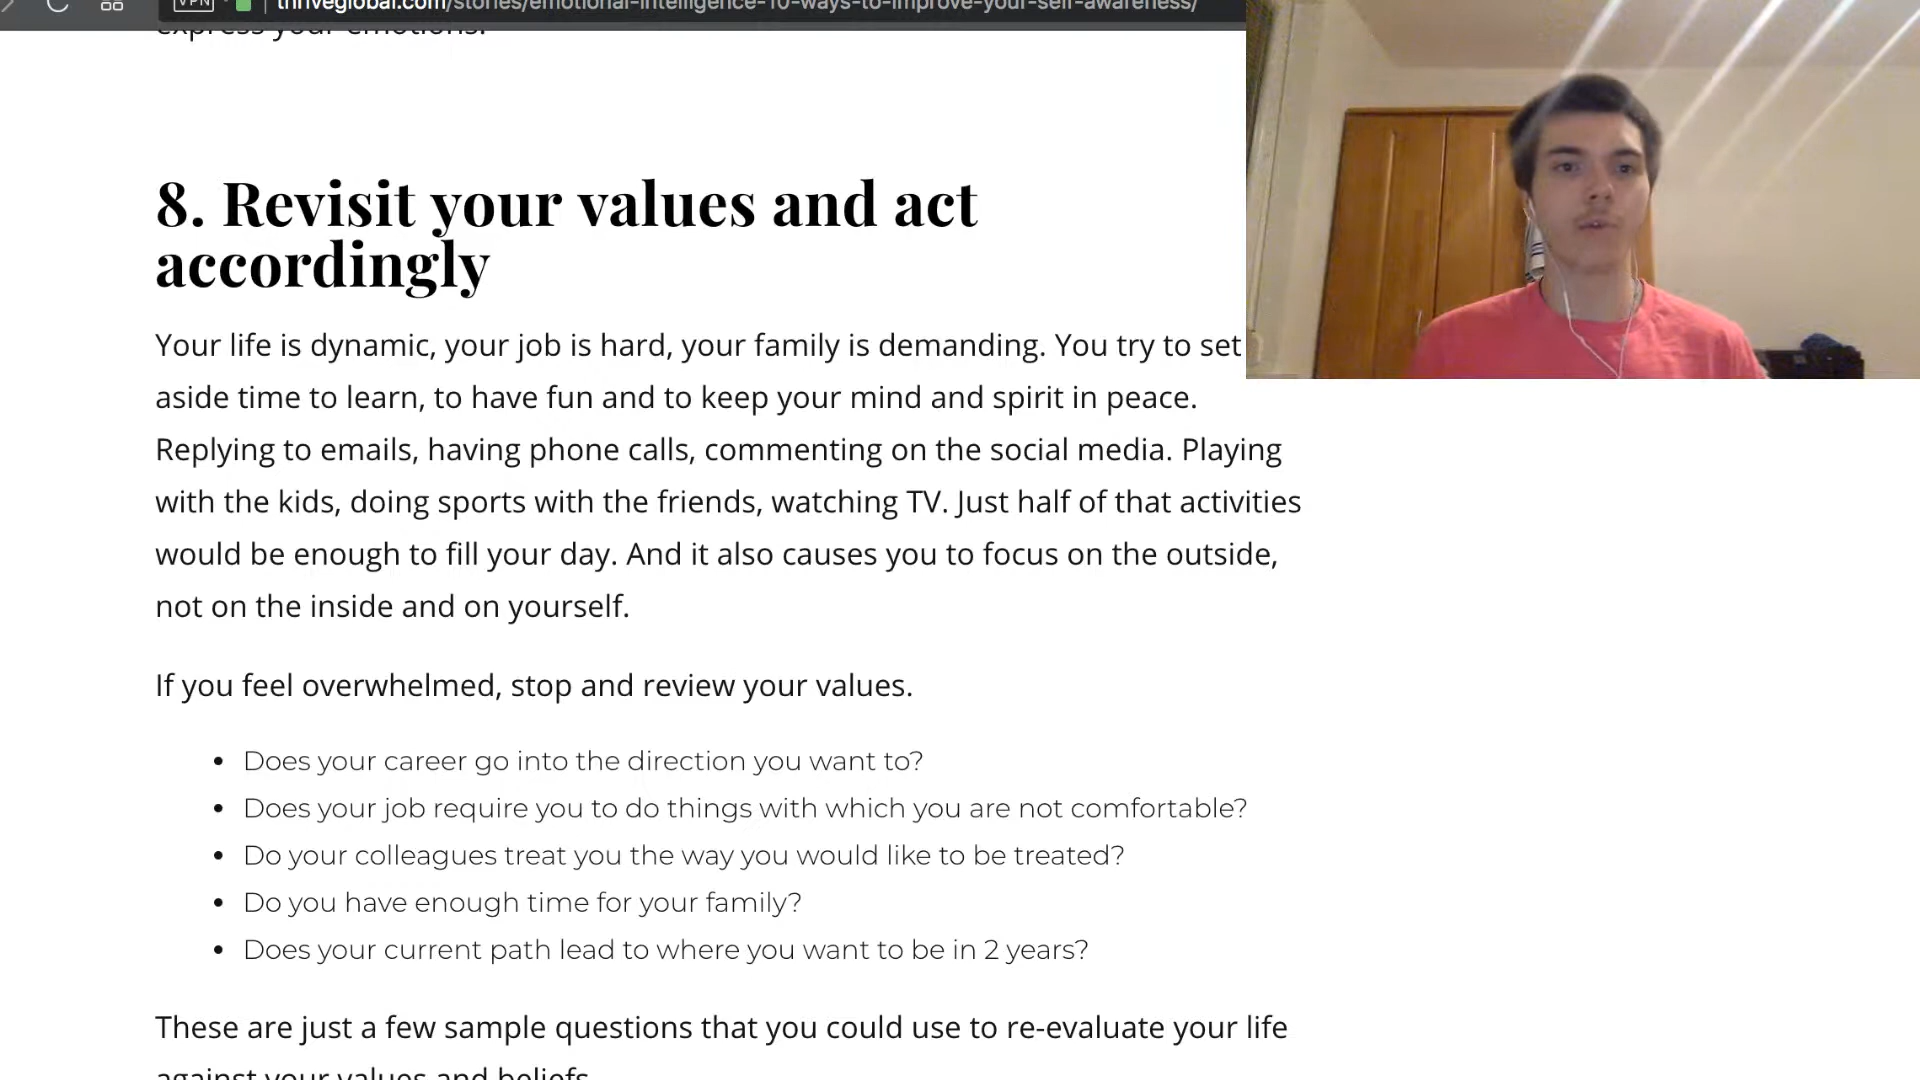 VPN
thriveglobal.com/stories/emotional-intelligence-10-ways-to-improve-your-self-awareness/
express your emotions.
8. Revisit your values and act
accordingly
Your life is dynamic, your job is hard, your family is demanding. You try to set
aside time to learn, to have fun and to keep your mind and spirit in peace.
Replying to emails, having phone calls, commenting on the social media. Playing
with the kids, doing sports with the friends, watching TV. Just half of that activities
would be enough to fill your day. And it also causes you to focus on the outside,
not on the inside and on yourself.
If you feel overwhelmed, stop and review your values.
• Does your career go into the direction you want to?
• Does your job require you to do things with which you are not comfortable?
• Do your colleagues treat you the way you would like to be treated?
• Do you have enough time for your family?
• Does your current path lead to where you want to be in 2 years?
These are just a few sample questions that you could use to re-evaluate your life
against your values and beliefs.